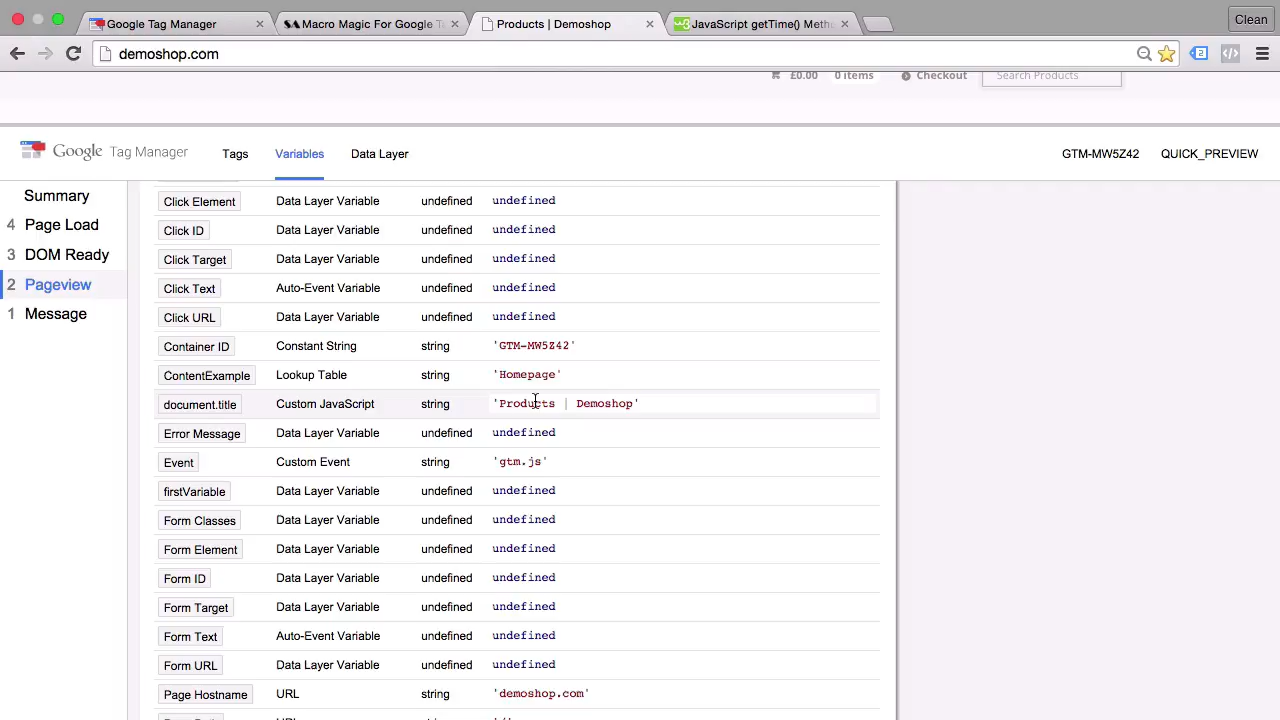 Google Tag Manager
Macro Magic For Google T
Products | Demoshop
JavaScript getTime() Meth
Clean
demoshop.com
£0.00 0 items Checkout Search Products
Google Tag Manager Tags Variables Data Layer GTM-MW5Z42 QUICK_PREVIEW
Summary
4 Page Load
3 DOM Ready
2 Pageview
1 Message
Click Element Data Layer Variable undefined undefined
Click ID Data Layer Variable undefined undefined
Click Target Data Layer Variable undefined undefined
Click Text Auto-Event Variable undefined undefined
Click URL Data Layer Variable undefined undefined
Container ID Constant String string 'GTM-MW5Z42'
ContentExample Lookup Table string 'Homepage'
document.title Custom JavaScript string 'Products | Demoshop'
Error Message Data Layer Variable undefined undefined
Event Custom Event string 'gtm.js'
firstVariable Data Layer Variable undefined undefined
Form Classes Data Layer Variable undefined undefined
Form Element Data Layer Variable undefined undefined
Form ID Data Layer Variable undefined undefined
Form Target Data Layer Variable undefined undefined
Form Text Auto-Event Variable undefined undefined
Form URL Data Layer Variable undefined undefined
Page Hostname URL string 'demoshop.com'